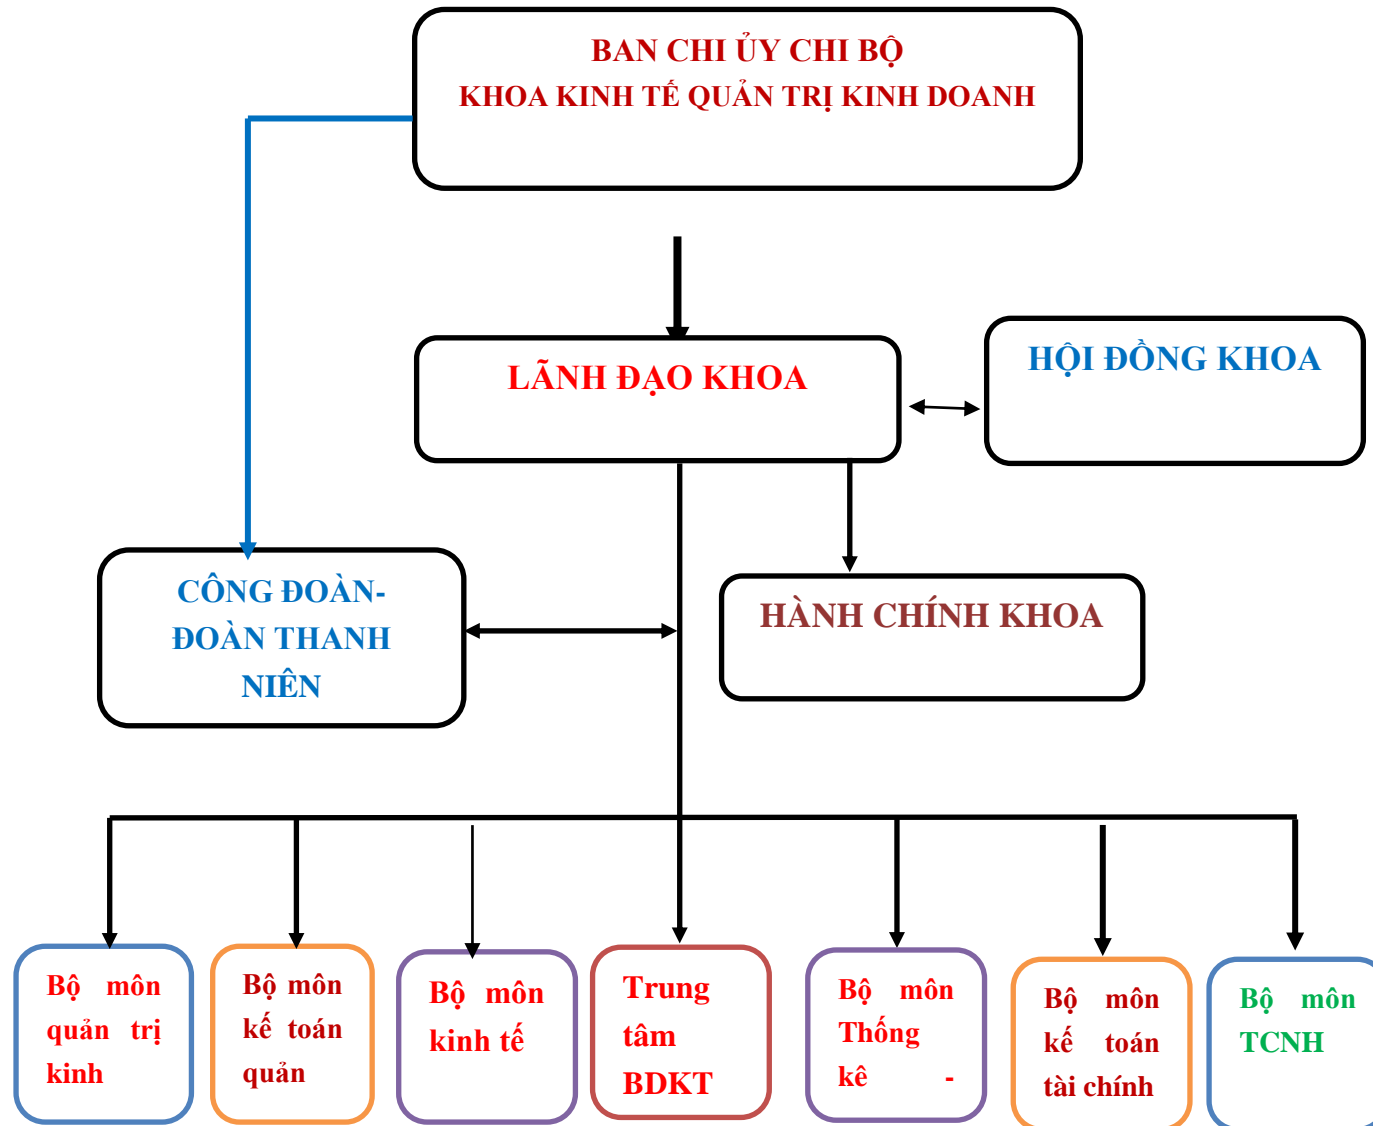 BAN CHI ỦY CHI BỘ
KHOA KINH TẾ QUẢN TRỊ KINH DOANH
LÃNH ĐẠO KHOA
HỘI ĐỒNG KHOA
CÔNG ĐOÀN-
ĐOÀN THANH
NIÊN
HÀNH CHÍNH KHOA
Bộ môn
quản trị
kinh
Bộ môn
kế toán
quản
Bộ môn
kinh tế
Trung
tâm
BDKT
Bộ môn
Thống
kê -
Bộ môn
kế toán
tài chính
Bộ môn
TCNH